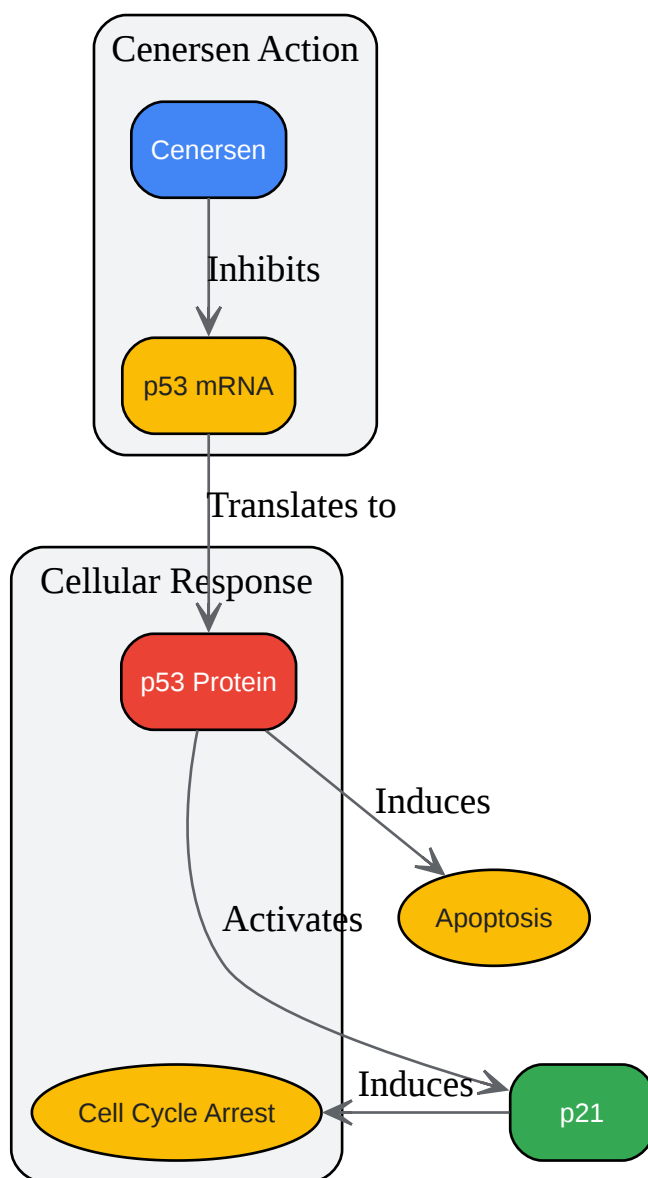 Cenersen Action
Cenersen
Inhibits
p53 mRNA
Translates to
Cellular Response
p53 Protein
Induces
Activates
Apoptosis
Induces
Cell Cycle Arrest
p21